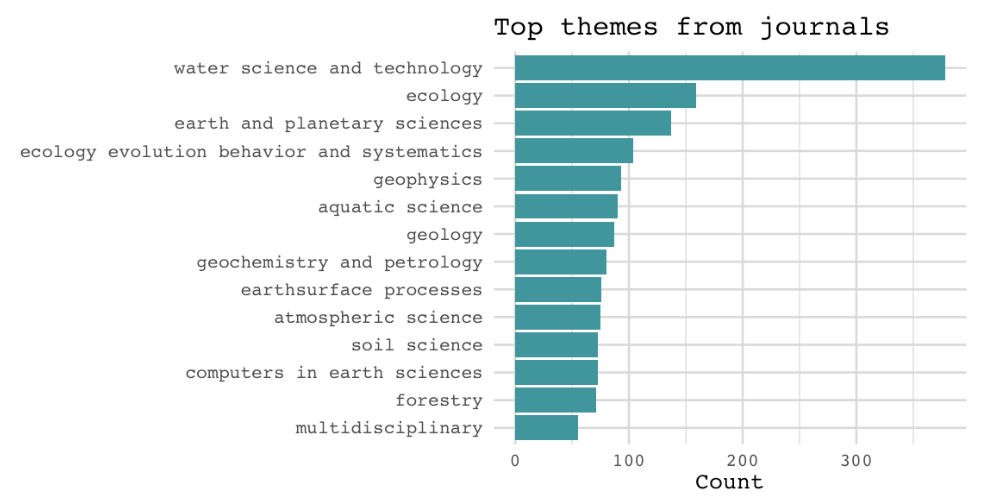 Top themes from journals
water science and technology
ecology
earth and planetary sciences
ecology evolution behavior and systematics
geophysics
aquatic science
geology
geochemistry and petrology
earthsurface processes
atmospheric science
soil science
computers in earth sciences
forestry
multidisciplinary
0 100 200 300
Count